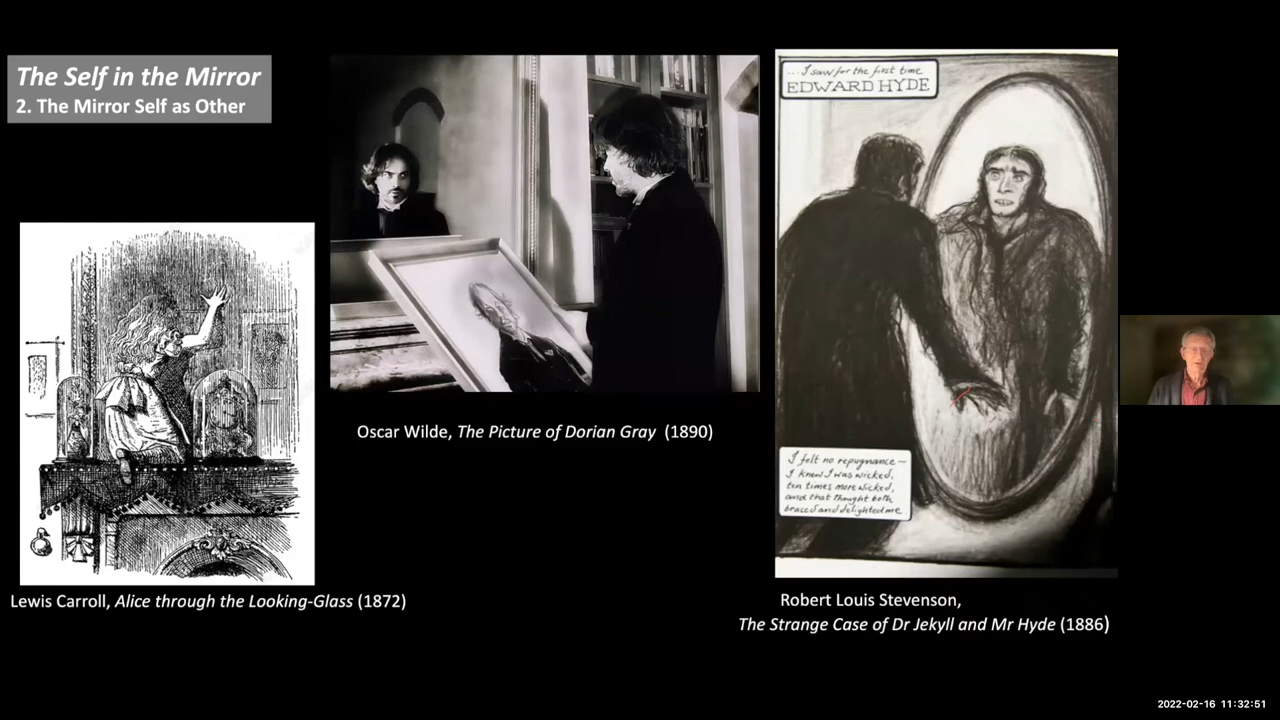 The Self in the Mirror
2. The Mirror Self as Other
...I saw for the first time
EDWARD HYDE
I felt no repugnance—
I knew I was wicked,
ten times more wicked,
and that thought both
braced and delighted me
Oscar Wilde, The Picture of Dorian Gray (1890)
Lewis Carroll, Alice through the Looking-Glass (1872)
Robert Louis Stevenson,
The Strange Case of Dr Jekyll and Mr Hyde (1886)
2022-02-16 11:32:51